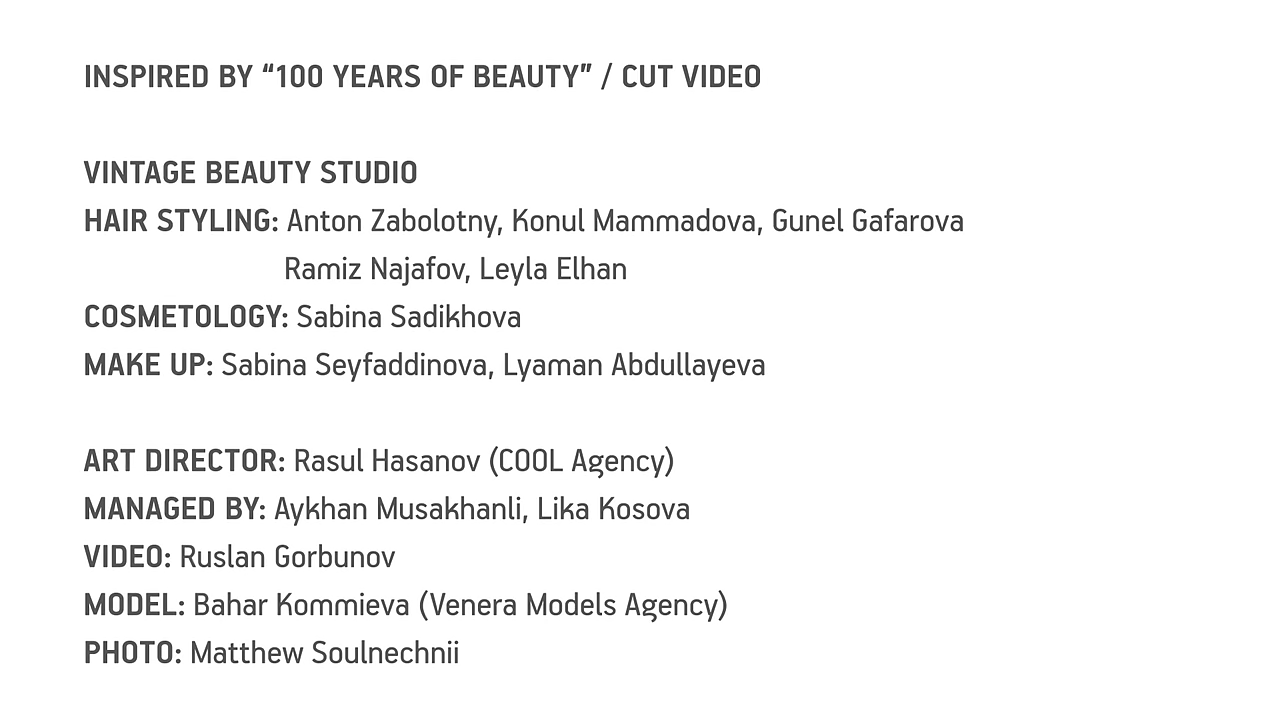 INSPIRED BY “100 YEARS OF BEAUTY” / CUT VIDEO
VINTAGE BEAUTY STUDIO
HAIR STYLING: Anton Zabolotny, Konul Mammadova, Gunel Gafarova
Ramiz Najafov, Leyla Elhan
COSMETOLOGY: Sabina Sadikhova
MAKE UP: Sabina Seyfaddinova, Lyaman Abdullayeva
ART DIRECTOR: Rasul Hasanov (COOL Agency)
MANAGED BY: Aykhan Musakhanli, Lika Kosova
VIDEO: Ruslan Gorbunov
MODEL: Bahar Kommieva (Venera Models Agency)
PHOTO: Matthew Soulnechnii